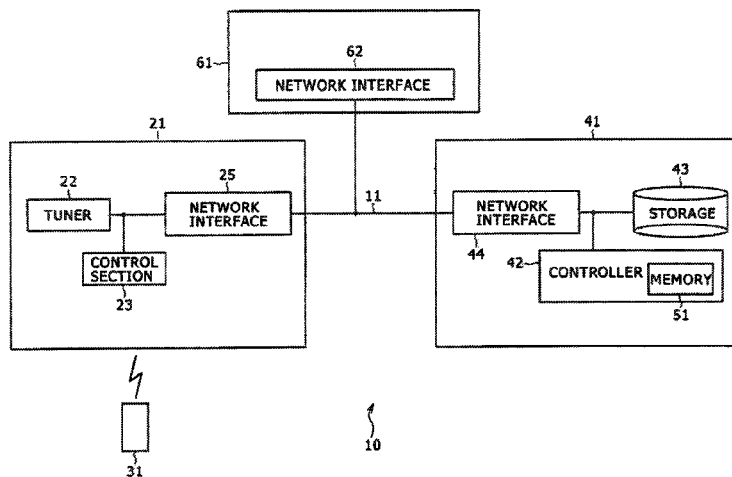 62
61
NETWORK INTERFACE
21
41
22
25
11
43
TUNER
NETWORK
INTERFACE
NETWORK
INTERFACE
STORAGE
CONTROL
SECTION
23
44
42
CONTROLLER
MEMORY
51
31
10